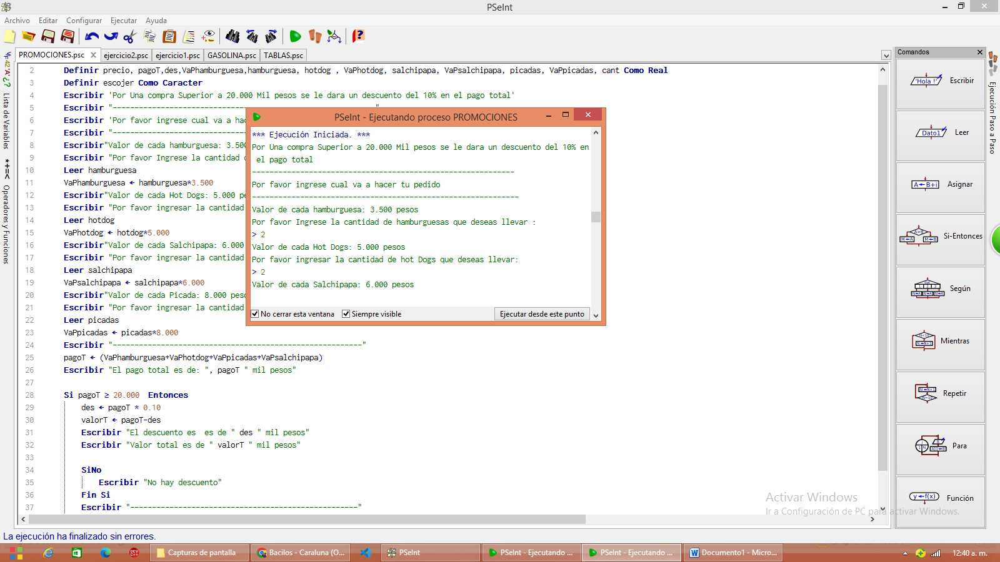 PSeInt
Archivo Editar Configurar Ejecutar Ayuda
PROMOCIONES.psc ejercicio2.psc ejercicio1.psc GASOLINA.psc TABLAS.psc
Lista de Variables
Operadores y Funciones
2 Definir precio, pagoT,des,VaPhamburguesa,hamburguesa, hotdog , VaPhotdog, salchipapa, VaPsalchipapa, picadas, VaPpicadas, cant Como Real
3 Definir escojer Como Caracter
4 Escribir 'Por Una compra Superior a 20.000 Mil pesos se le dara un descuento del 10% en el pago total'
5 Escribir "------------------------------------------------------------"
6 Escribir 'Por favor ingrese cual va a hac
7 Escribir "-------------------------------
8 Escribir"Valor de cada hamburguesa: 3.500
9 Escribir "Por favor Ingrese la cantidad d
10 Leer hamburguesa
11 VaPhamburguesa ← hamburguesa*3.500
12 Escribir"Valor de cada Hot Dogs: 5.000 pe
13 Escribir "Por favor ingresar la cantidad
14 Leer hotdog
15 VaPhotdog ← hotdog*5.000
16 Escribir"Valor de cada Salchipapa: 6.000
17 Escribir "Por favor ingresar la cantidad
18 Leer salchipapa
19 VaPsalchipapa ← salchipapa*6.000
20 Escribir"Valor de cada Picada: 8.000 peso
21 Escribir "Por favor ingresar la cantidad
22 Leer picadas
23 VaPpicadas ← picadas*8.000
24 Escribir "---------------------------------------------------------"
25 pagoT ← (VaPhamburguesa+VaPhotdog+VaPpicadas+VaPsalchipapa)
26 Escribir "El pago total es de: ", pagoT " mil pesos"
27
28 Si pagoT ≥ 20.000 Entonces
29 des ← pagoT * 0.10
30 valorT ← pagoT-des
31 Escribir "El descuento es  es de " des " mil pesos"
32 Escribir "Valor total es de " valorT " mil pesos"
33
34 SiNo
35 Escribir "No hay descuento"
36 Fin Si
37 Escribir "----------------------------------------------------"
PSeInt - Ejecutando proceso PROMOCIONES
*** Ejecución Iniciada. ***
Por Una compra Superior a 20.000 Mil pesos se le dara un descuento del 10% en
el pago total
------------------------------------------------------------
Por favor ingrese cual va a hacer tu pedido
-------------------------------------------------------------
Valor de cada hamburguesa: 3.500 pesos
Por favor Ingrese la cantidad de hamburguesas que deseas llevar :
> 2
Valor de cada Hot Dogs: 5.000 pesos
Por favor ingresar la cantidad de hot Dogs que deseas llevar:
> 2
Valor de cada Salchipapa: 6.000 pesos
No cerrar esta ventana Siempre visible Ejecutar desde este punto
Comandos
'Hola !' Escribir
Dato1 Leer
A←B+i Asignar
A>B M←A M←B Si-Entonces
Según
Mientras
Repetir
Para
y←f(x) Función
Ejecución Paso a Paso
Activar Windows
Ir a Configuración de PC para activar Windows.
La ejecución ha finalizado sin errores.
Capturas de pantalla
Bacilos - Caraluna (O...
PSeInt
PSeInt - Ejecutando ...
PSeInt - Ejecutando ...
Documento1 - Micro...
12:40 a. m.